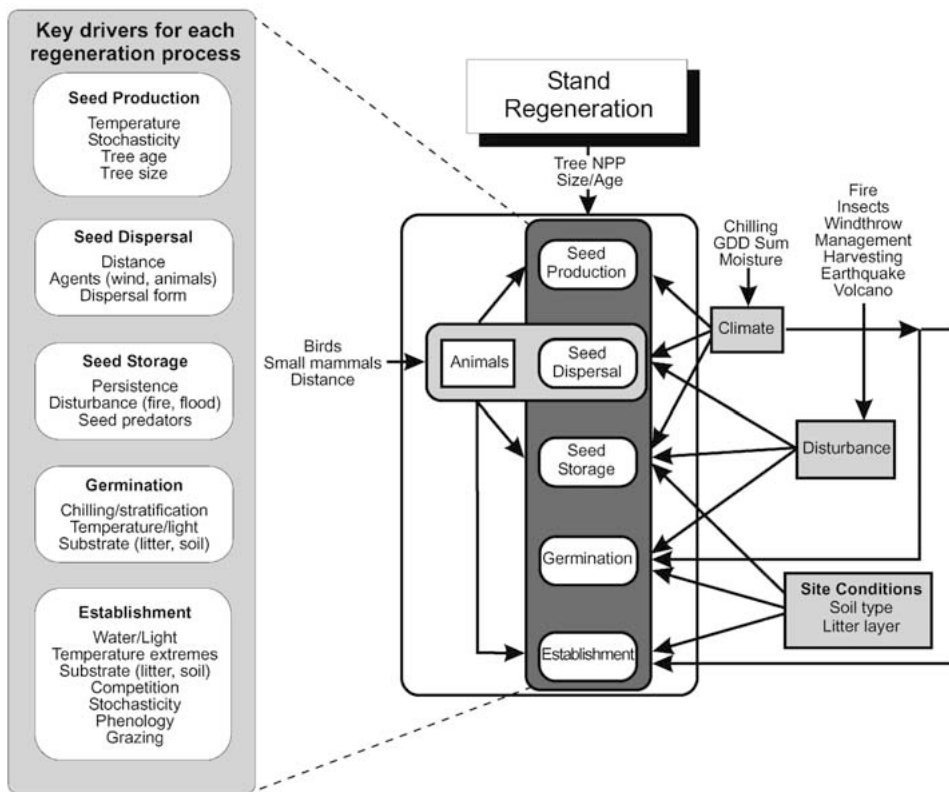 Key drivers for each
regeneration process
Seed Production
Temperature
Stochasticity
Tree age
Tree size
Seed Dispersal
Distance
Agents (wind, animals)
Dispersal form
Seed Storage
Persistence
Disturbance (fire, flood)
Seed predators
Germination
Chilling/stratification
Temperature/light
Substrate (litter, soil)
Establishment
Water/Light
Temperature extremes
Substrate (litter, soil)
Competition
Stochasticity
Phenology
Grazing
Stand
Regeneration
Tree NPP
Size/Age
Birds
Small mammals
Distance
Animals
Seed
Production
Seed
Dispersal
Seed
Storage
Germination
Establishment
Chilling
GDD Sum
Moisture
Climate
Fire
Insects
Windthrow
Management
Harvesting
Earthquake
Volcano
Disturbance
Site Conditions
Soil type
Litter layer